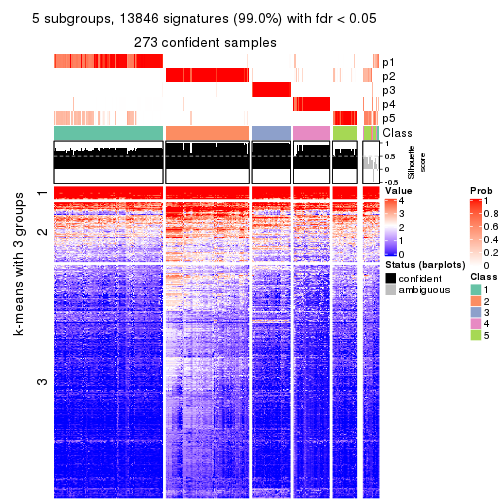 5 subgroups, 13846 signatures (99.0%) with fdr < 0.05
273 confident samples
p1
p2
p3
p4
p5
Class
1
0.5
0
-0.5
Silhouette
score
k-means with 3 groups
1
2
3
Value
4
3
2
1
0
Status (barplots)
confident
ambiguous
Prob
1
0.8
0.6
0.4
0.2
0
Class
1
2
3
4
5